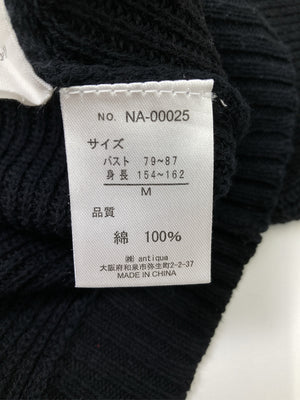 NO. NA-00025
サイズ
バスト 79~87
身長 154~162
M
品質
綿 100%
㈱ antiqua
大阪府和泉市弥生町2-2-37
MADE IN CHINA